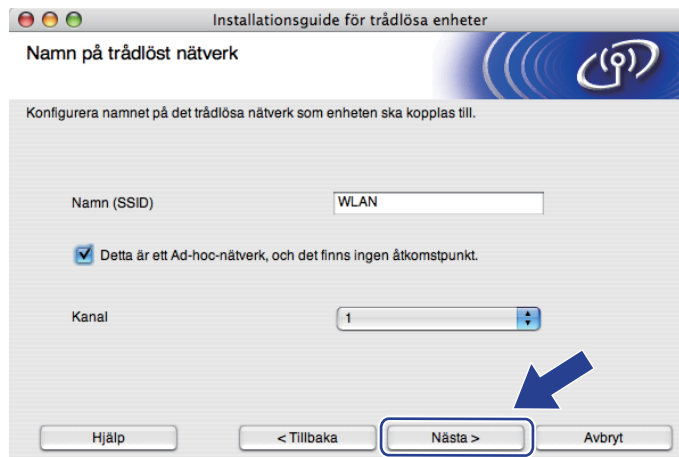 Installationsguide för trådlösa enheter
Namn på trådlöst nätverk
Konfigurera namnet på det trådlösa nätverk som enheten ska kopplas till.
Namn (SSID) WLAN
Detta är ett Ad-hoc-nätverk, och det finns ingen åtkomstpunkt.
Kanal 1
Hjälp < Tillbaka Nästa > Avbryt